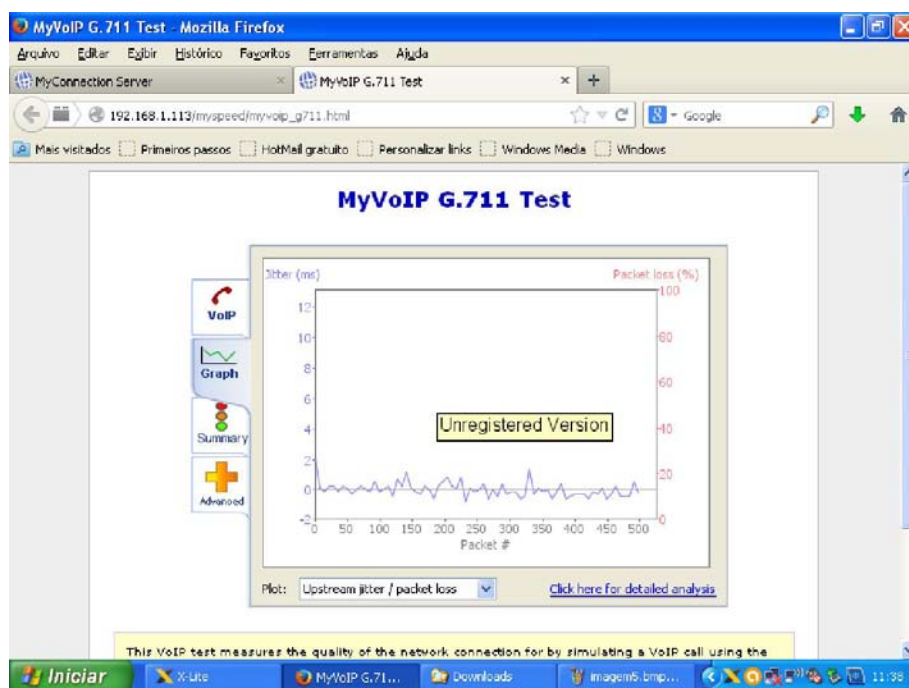 MyVoIP G.711 Test - Mozilla Firefox
Arquivo Editar Exibir Histórico Favoritos Ferramentas Ajuda
MyConnection Server × MyVoIP G.711 Test × +
192.168.1.113/myspeed/myvoip_g711.html Google
Mais visitados Primeiros passos HotMail gratuito Personalizar links Windows Media Windows
MyVoIP G.711 Test
Jitter (ms) Packet loss (%)
VoIP
Graph
Summary
Advanced
12
10
8
6
4
2
0
-2
100
80
60
40
20
0
Unregistered Version
0 50 100 150 200 250 300 350 400 450 500
Packet #
Plot: Upstream jitter / packet loss Click here for detailed analysis
This VoIP test measures the quality of the network connection for by simulating a VoIP call using the
Iniciar X-Lite MyVoIP G.71... Downloads imagem5.bmp... 11:38